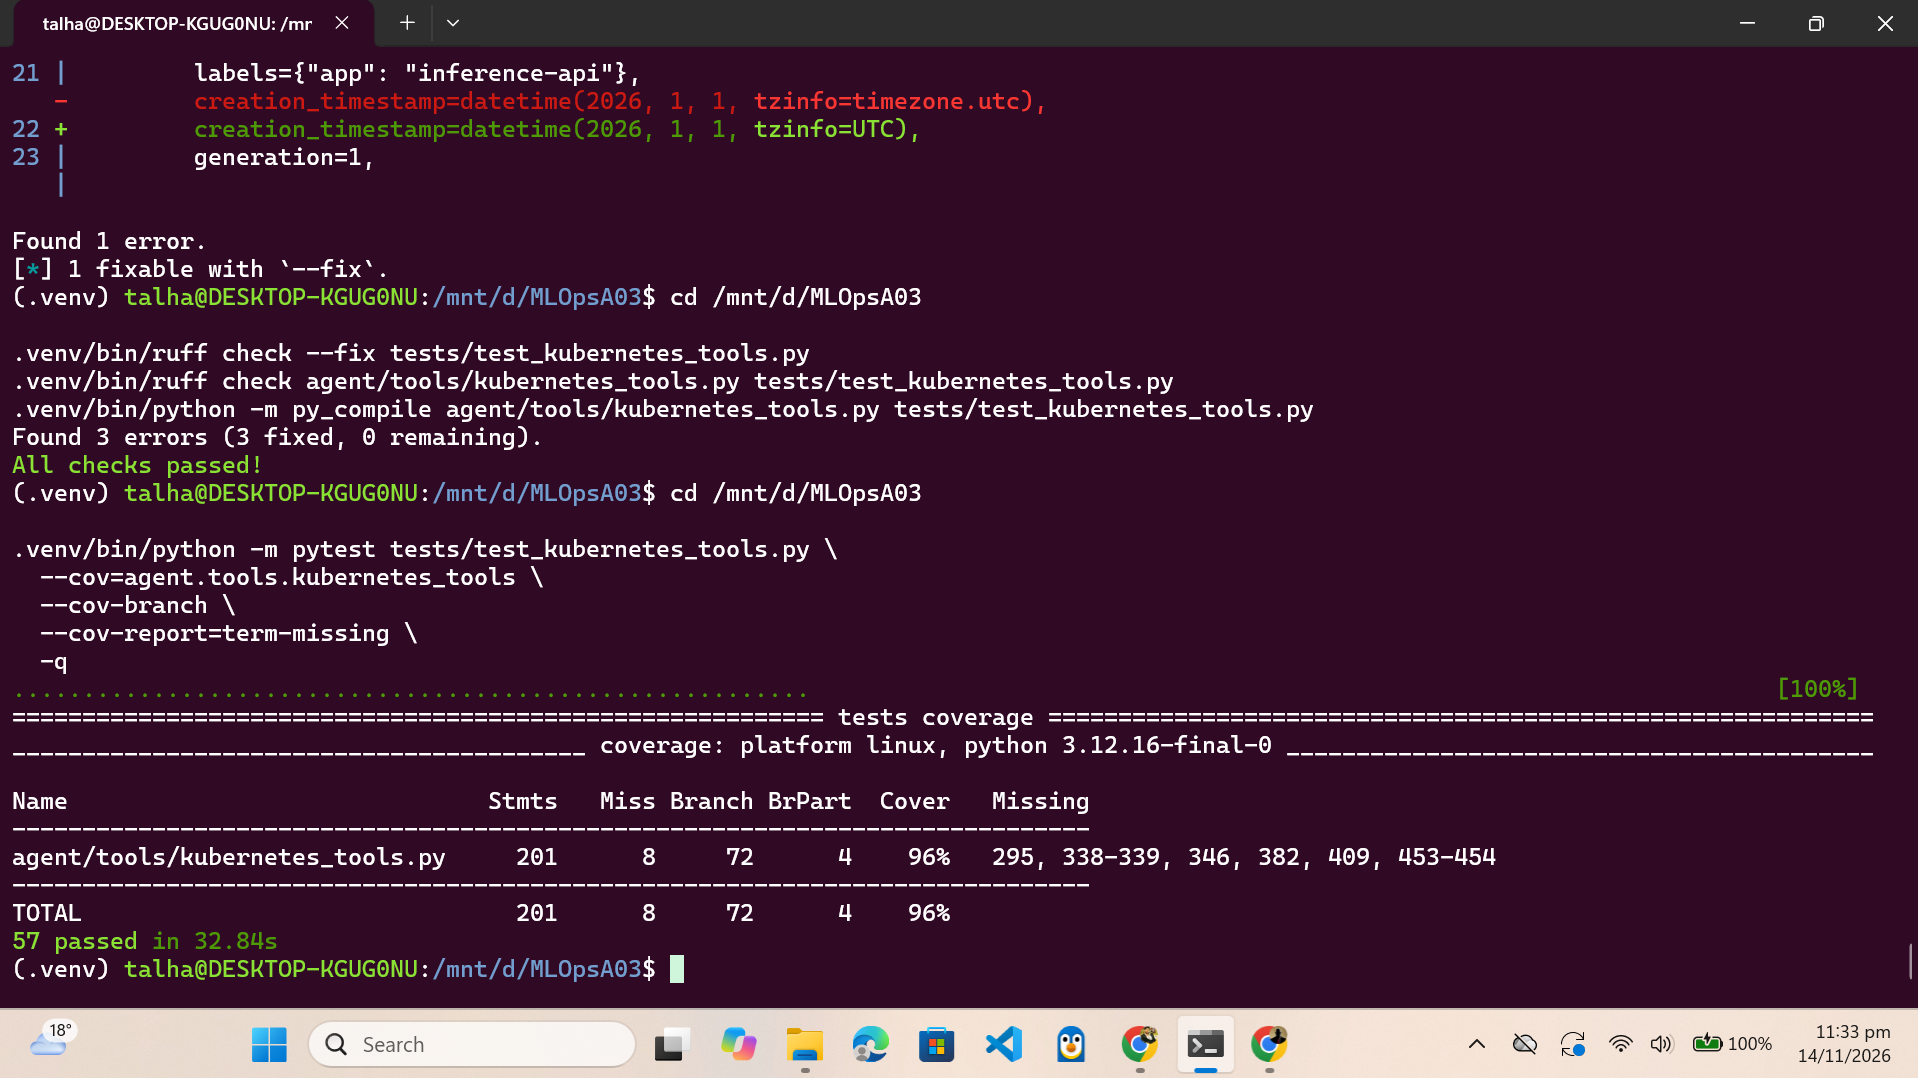 talha@DESKTOP-KGUG0NU: /mr
21 |         labels={"app": "inference-api"},
-         creation_timestamp=datetime(2026, 1, 1, tzinfo=timezone.utc),
22 +         creation_timestamp=datetime(2026, 1, 1, tzinfo=UTC),
23 |         generation=1,
|
Found 1 error.
[*] 1 fixable with `--fix`.
(.venv) talha@DESKTOP-KGUG0NU:/mnt/d/MLOpsA03$ cd /mnt/d/MLOpsA03
.venv/bin/ruff check --fix tests/test_kubernetes_tools.py
.venv/bin/ruff check agent/tools/kubernetes_tools.py tests/test_kubernetes_tools.py
.venv/bin/python -m py_compile agent/tools/kubernetes_tools.py tests/test_kubernetes_tools.py
Found 3 errors (3 fixed, 0 remaining).
All checks passed!
(.venv) talha@DESKTOP-KGUG0NU:/mnt/d/MLOpsA03$ cd /mnt/d/MLOpsA03
.venv/bin/python -m pytest tests/test_kubernetes_tools.py \
  --cov=agent.tools.kubernetes_tools \
  --cov-branch \
  --cov-report=term-missing \
  -q
......................................................... [100%]
========================================================== tests coverage ===========================================================
_________________________________________ coverage: platform linux, python 3.12.16-final-0 __________________________________________
Name                              Stmts   Miss Branch BrPart  Cover   Missing
-----------------------------------------------------------------------------
agent/tools/kubernetes_tools.py     201      8     72      4    96%   295, 338-339, 346, 382, 409, 453-454
-----------------------------------------------------------------------------
TOTAL                               201      8     72      4    96%
57 passed in 32.84s
(.venv) talha@DESKTOP-KGUG0NU:/mnt/d/MLOpsA03$
18°
Search
100%
11:33 pm
14/11/2026